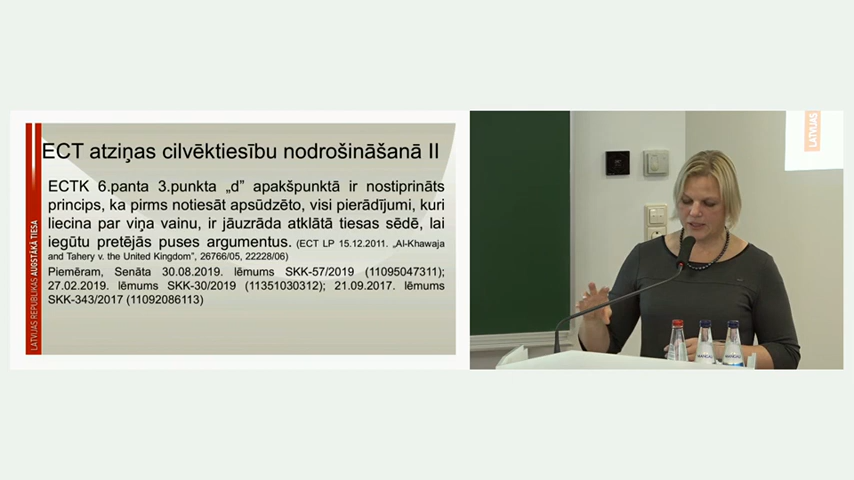 ECT atziņas cilvēktiesību nodrošināšanā II
ECTK 6.panta 3.punkta „d” apakšpunktā ir nostiprināts
princips, ka pirms notiesāt apsūdzēto, visi pierādījumi, kuri
liecina par viņa vainu, ir jāuzrāda atklātā tiesas sēdē, lai
iegūtu pretējās puses argumentus. (ECT LP 15.12.2011. „Al-Khawaja
and Tahery v. the United Kingdom”, 26766/05, 22228/06)
Piemēram, Senāta 30.08.2019. lēmums SKK-57/2019 (11095047311);
27.02.2019. lēmums SKK-30/2019 (11351030312); 21.09.2017. lēmums
SKK-343/2017 (11092086113)
LATVIJAS REPUBLIKAS AUGSTĀKĀ TIESA
LATVIJAS